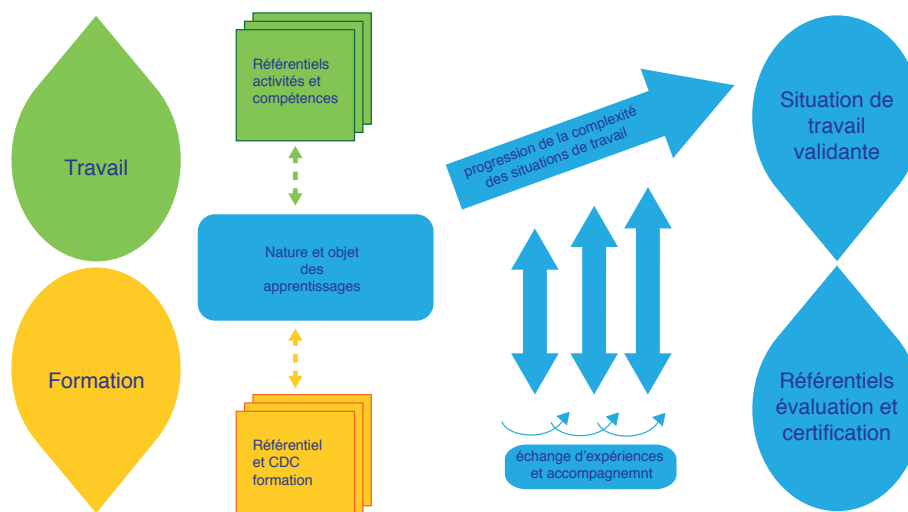 Travail
Référentiels
activités et
compétences
Nature et objet
des
apprentissages
Formation
Référentiel
et CDC
formation
progression de la complexité
des situations de travail
échange d'expériences
et accompagnemnt
Situation de
travail
validante
Référentiels
évaluation et
certification